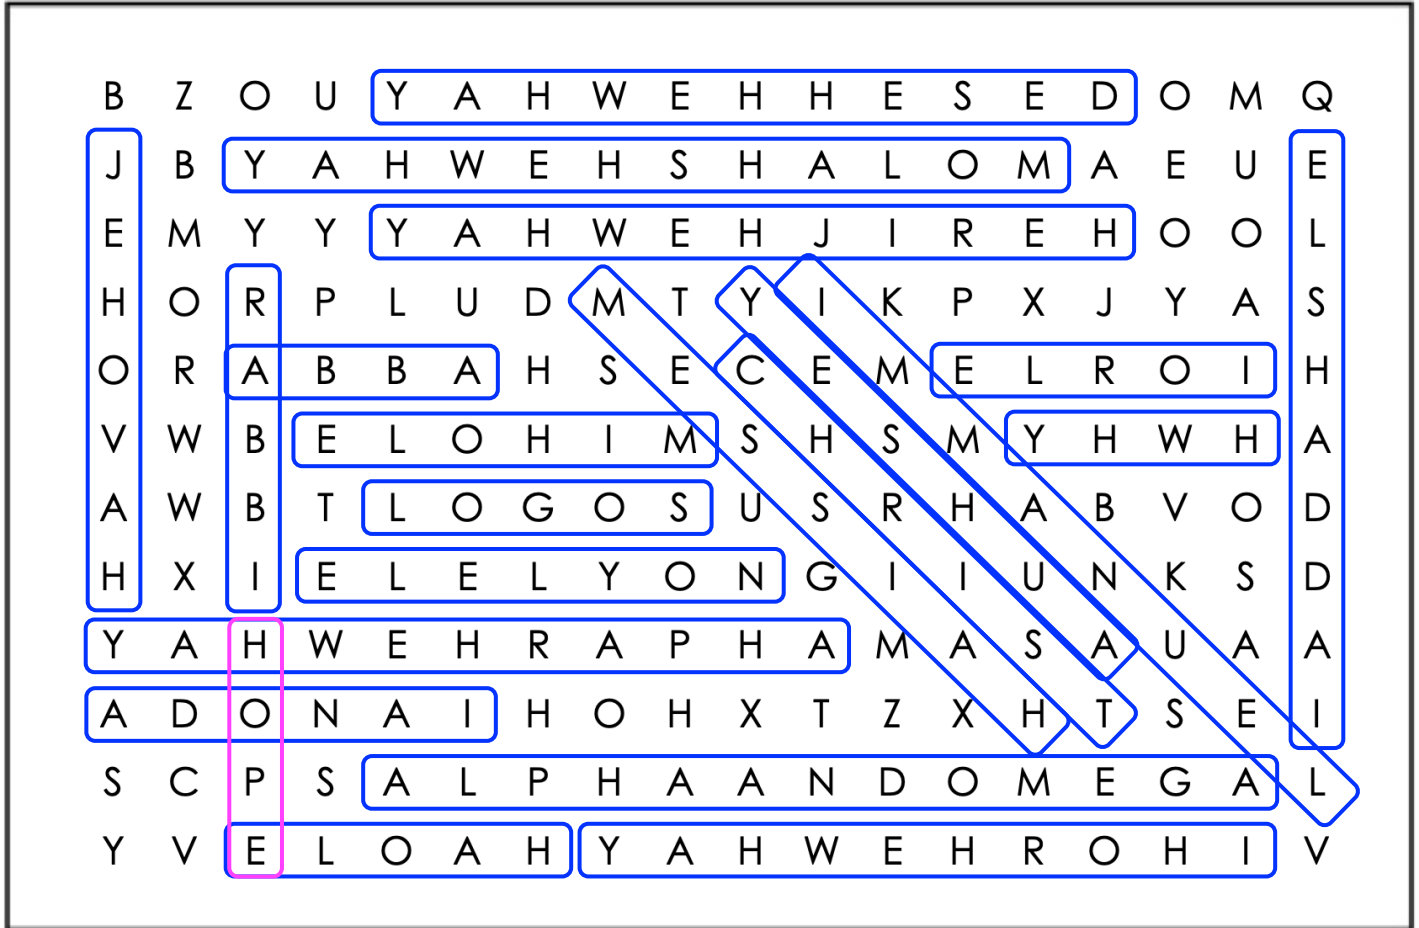 B Z O U Y A H W E H H E S E D O M Q
J B Y A H W E H S H A L O M A E U E
E M Y Y Y A H W E H J I R E H O O L
H O R P L U D M T Y I K P X J Y A S
O R A B B A H S E C E M E L R O I H
V W B E L O H I M S H S M Y H W H A
A W B T L O G O S U S R H A B V O D
H X I E L E L Y O N G I I U N K S D
Y A H W E H R A P H A M A S A U A A
A D O N A I H O H X T Z X H T S E I
S C P S A L P H A A N D O M E G A L
Y V E L O A H Y A H W E H R O H I V